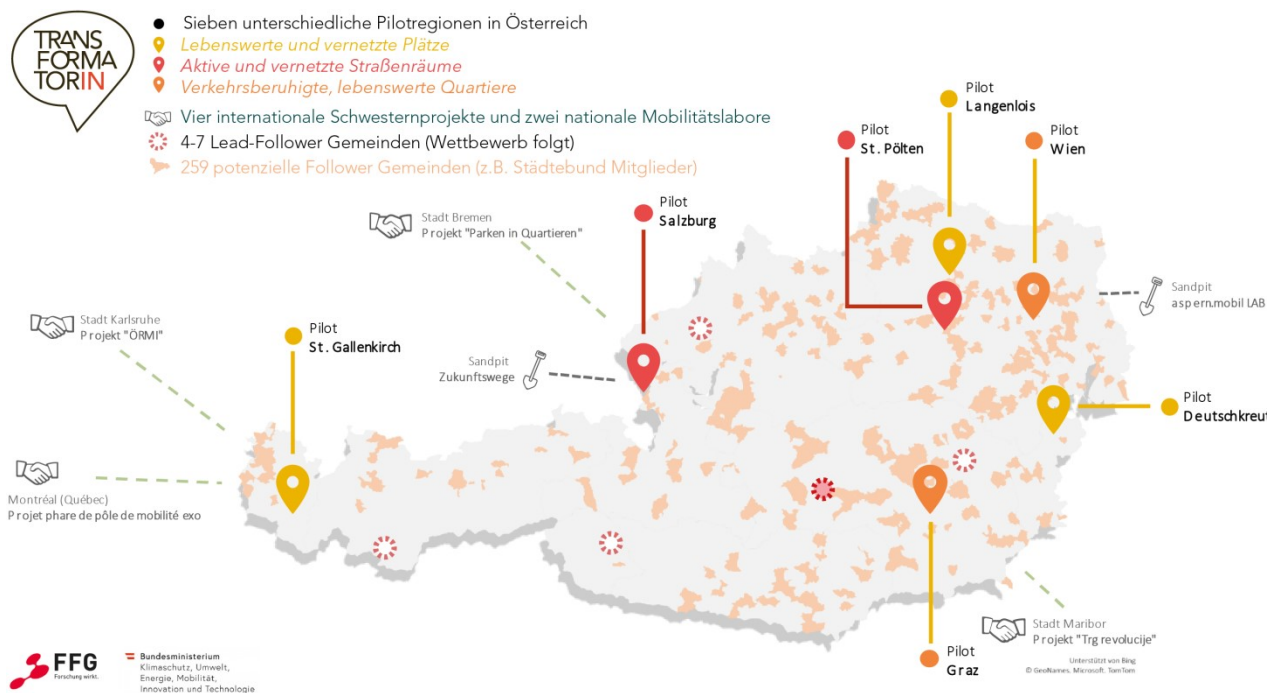 TRANS
FORMA
TORIN
Sieben unterschiedliche Pilotregionen in Österreich
Lebenswerte und vernetzte Plätze
Aktive und vernetzte Straßenräume
Verkehrsberuhigte, lebenswerte Quartiere
Vier internationale Schwesternprojekte und zwei nationale Mobilitätslabore
4-7 Lead-Follower Gemeinden (Wettbewerb folgt)
259 potenzielle Follower Gemeinden (z.B. Städtebund Mitglieder)
Pilot
Langenlois
Pilot
St. Pölten
Pilot
Wien
Pilot
Salzburg
Stadt Bremen
Projekt "Parken in Quartieren"
Sandpit
aspern.mobil LAB
Stadt Karlsruhe
Projekt "ÖRMI"
Pilot
St. Gallenkirch
Sandpit
Zukunftswege
Pilot
Deutschkreut
Montréal (Québec)
Projet phare de pôle de mobilité exo
Stadt Maribor
Projekt "Trg revolucije"
Pilot
Graz
Unterstützt von Bing
© GeoNames, Microsoft, TomTom
FFG
Forschung wirkt.
Bundesministerium
Klimaschutz, Umwelt,
Energie, Mobilität,
Innovation und Technologie